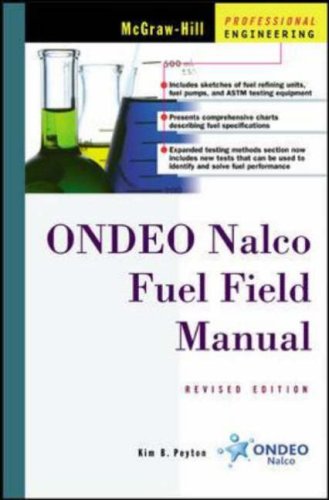 McGraw-Hill
PROFESSIONAL
ENGINEERING
500 ml
• Includes sketches of fuel refining units,
fuel pumps, and ASTM testing equipment
• Presents comprehensive charts
describing fuel specifications
• Expanded testing methods section now
includes new tests that can be used to
identify and solve fuel performance
ONDEO Nalco
Fuel Field
Manual
REVISED EDITION
Kim B. Peyton
ONDEO
Nalco